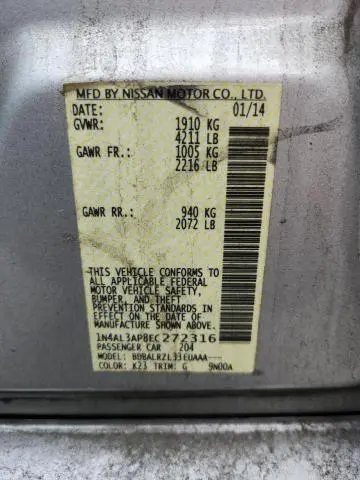 MFD BY NISSAN MOTOR CO., LTD.
DATE: 01/14
GVWR: 1910 KG
4211 LB
GAWR FR.: 1005 KG
2216 LB
GAWR RR.: 940 KG
2072 LB
THIS VEHICLE CONFORMS TO
ALL APPLICABLE FEDERAL
MOTOR VEHICLE SAFETY,
BUMPER, AND THEFT
PREVENTION STANDARDS
IN EFFECT ON THE DATE OF
MANUFACTURE SHOWN ABOVE.
1N4AL3AP8EC272316
PASSENGER CAR 204
MODEL: BDBALRZL33EUAAA---
COLOR: K23 TRIM: G 9N00A